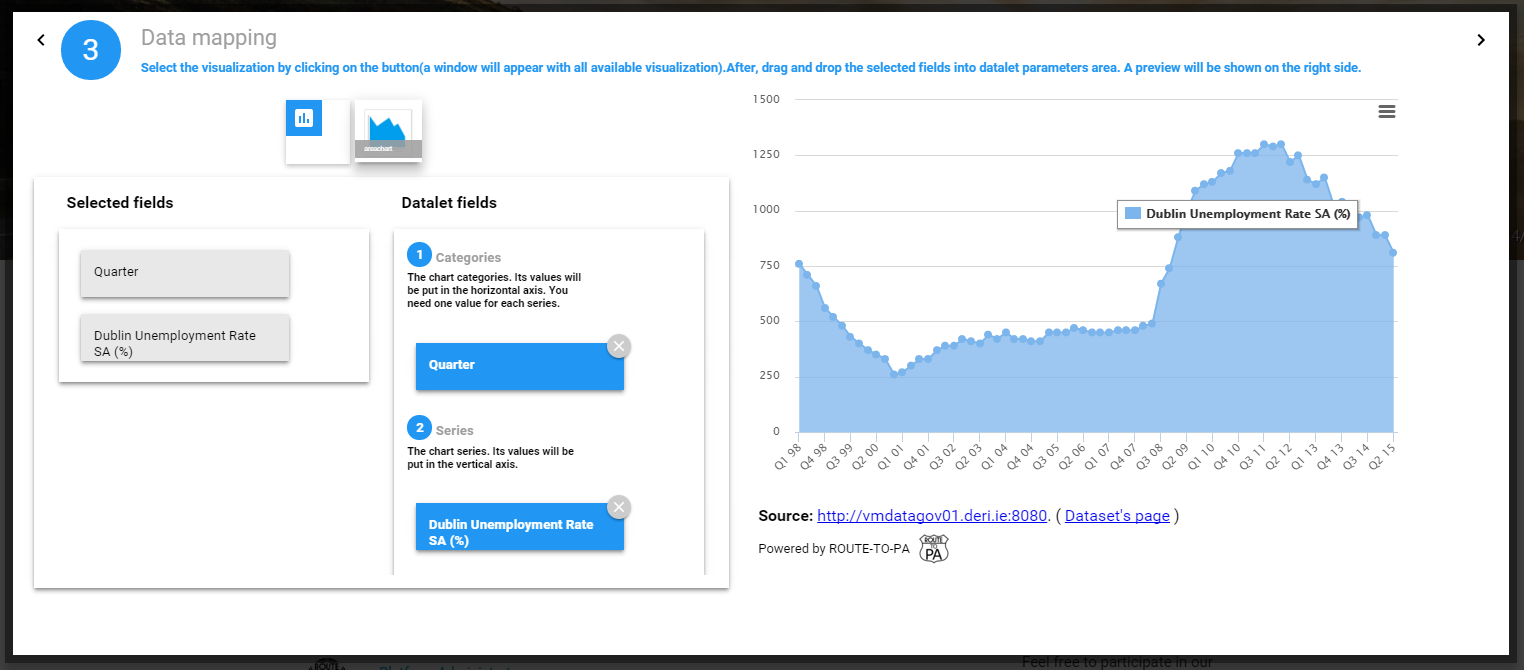 3
Data mapping
Select the visualization by clicking on the button(a window will appear with all available visualization).After, drag and drop the selected fields into datalet parameters area. A preview will be shown on the right side.
areachart
Selected fields
Quarter
Dublin Unemployment Rate
SA (%)
Datalet fields
1 Categories
The chart categories. Its values will
be put in the horizontal axis. You
need one value for each series.
Quarter
2 Series
The chart series. Its values will be
put in the vertical axis.
Dublin Unemployment Rate
SA (%)
1500
1250
1000
750
500
250
0
Dublin Unemployment Rate SA (%)
Q1 98 Q4 98 Q3 99 Q2 00 Q1 01 Q4 01 Q3 02 Q2 03 Q1 04 Q4 04 Q3 05 Q2 06 Q1 07 Q4 07 Q3 08 Q2 09 Q1 10 Q4 10 Q3 11 Q2 12 Q1 13 Q4 13 Q3 14 Q2 15
Source: http://vmdatagov01.deri.ie:8080. ( Dataset's page )
Powered by ROUTE-TO-PA
ROUTE
TO
PA
ROUTE
Feel free to participate in our